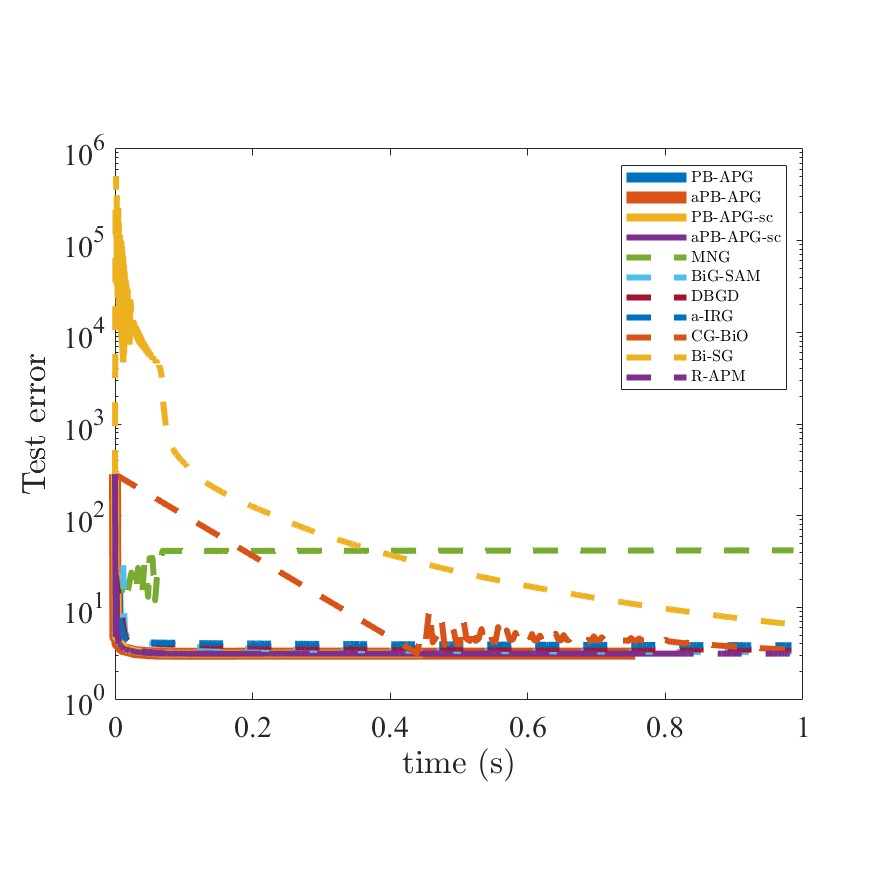 10^6
10^5
10^4
10^3
10^2
10^1
10^0
Test error
0
0.2
0.4
0.6
0.8
1
time (s)
PB-APG
aPB-APG
PB-APG-sc
aPB-APG-sc
MNG
BiG-SAM
DBGD
a-IRG
CG-BiO
Bi-SG
R-APM